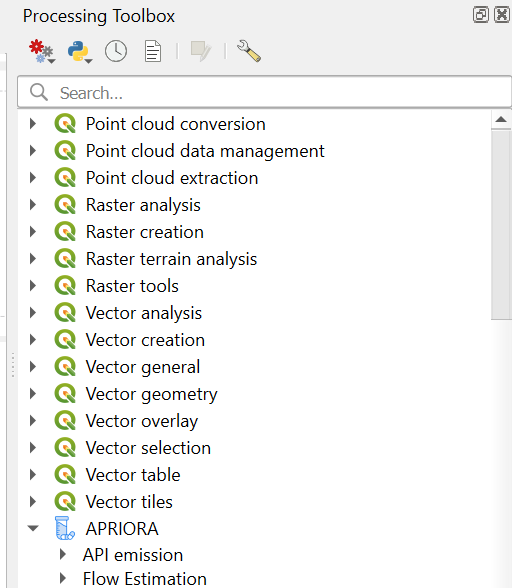 Processing Toolbox
Search...
Point cloud conversion
Point cloud data management
Point cloud extraction
Raster analysis
Raster creation
Raster terrain analysis
Raster tools
Vector analysis
Vector creation
Vector general
Vector geometry
Vector overlay
Vector selection
Vector table
Vector tiles
APRIORA
API emission
Flow Estimation